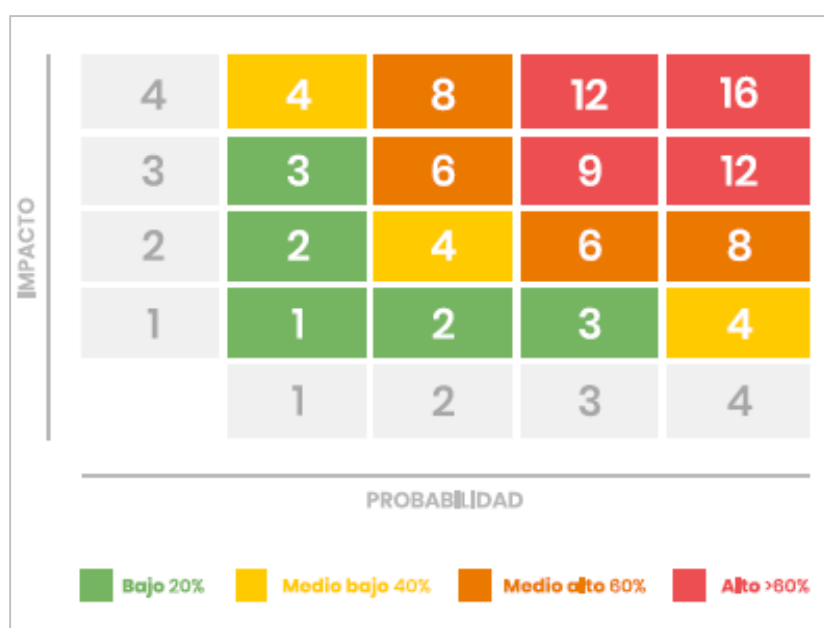 4 4 8 12 16
3 3 6 9 12
IMPACTO
2 2 4 6 8
1 1 2 3 4
1 2 3 4
PROBABILIDAD
Bajo 20% Medio bajo 40% Medio alto 60% Alto >60%